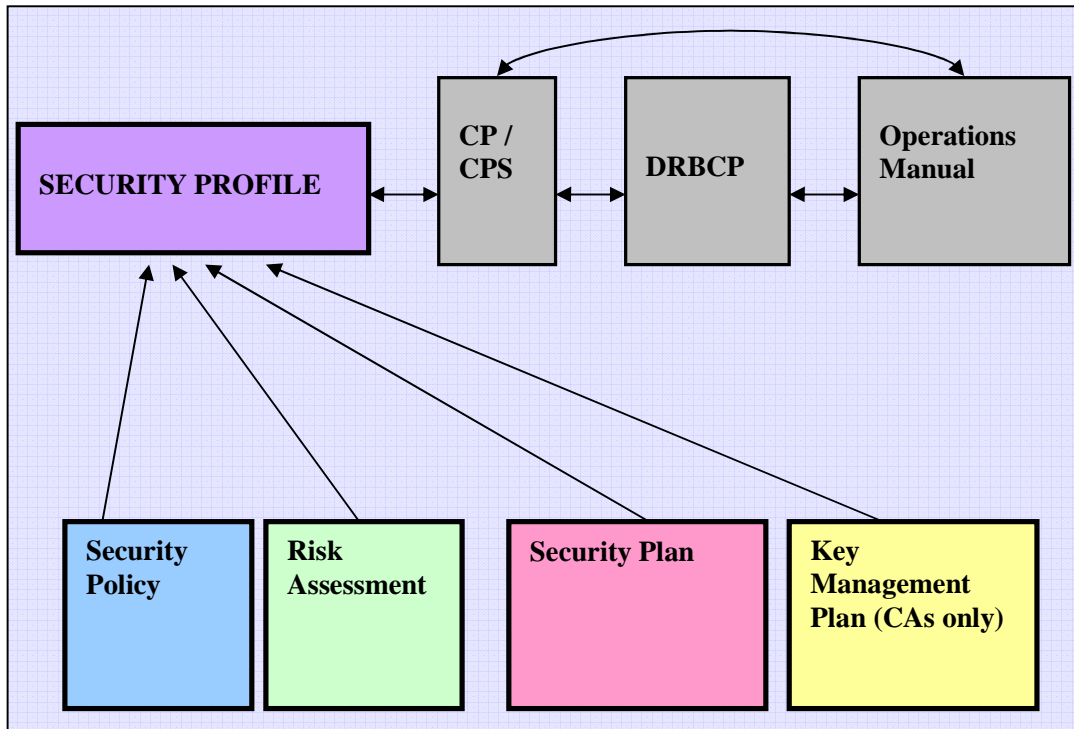 SECURITY PROFILE
CP /
CPS
DRBCP
Operations
Manual
Security
Policy
Risk
Assessment
Security Plan
Key
Management
Plan (CAs only)